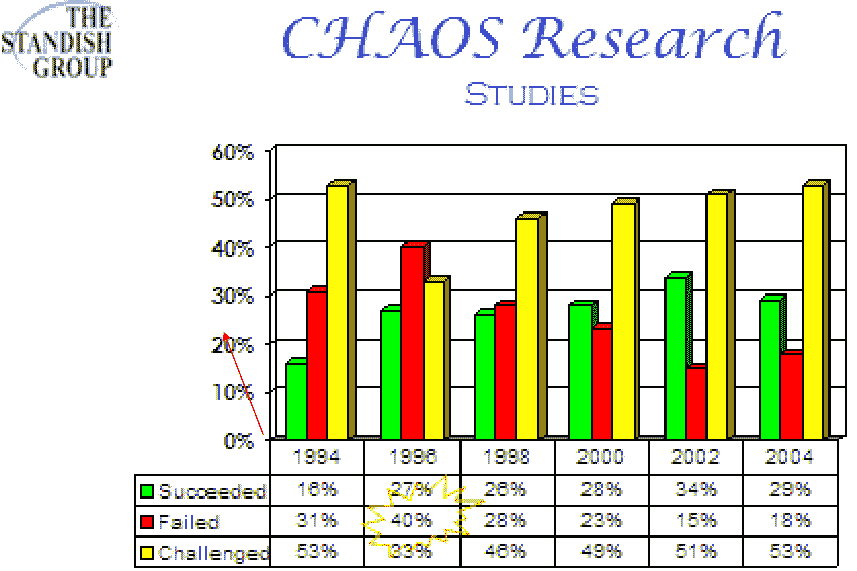 THE
STANDISH
GROUP
CHAOS Research
STUDIES
60%
50%
40%
30%
20%
10%
0%
1994 1996 1998 2000 2002 2004
Succeeded 16% 27% 26% 28% 34% 29%
Failed 31% 40% 28% 23% 15% 18%
Challenged 53% 33% 46% 49% 51% 53%